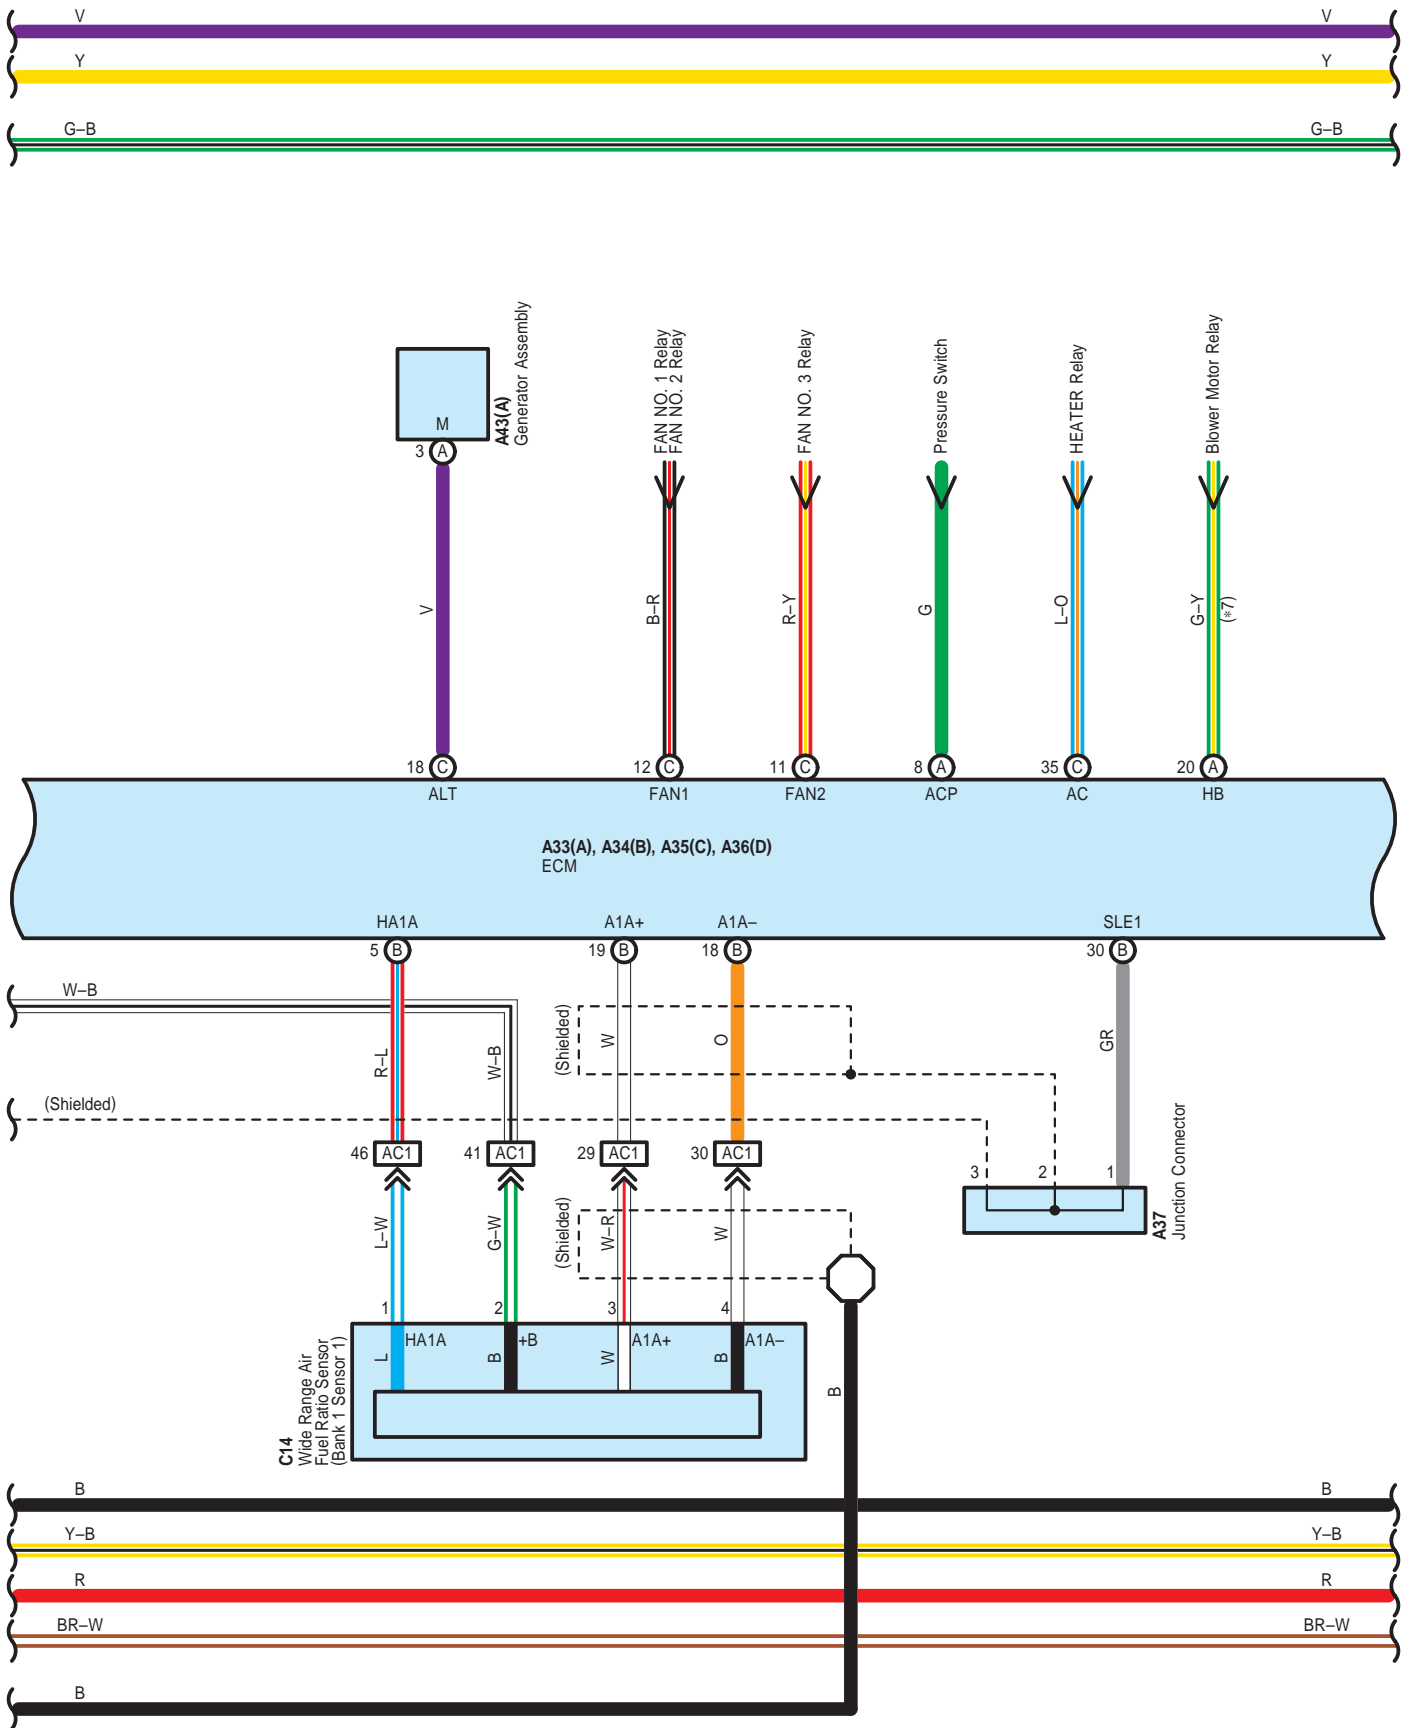 V V
Y Y
G–B G–B
M
3 A
A43(A)
Generator Assembly
FAN NO. 1 Relay
FAN NO. 2 Relay
FAN NO. 3 Relay
Pressure Switch
HEATER Relay
Blower Motor Relay
V
B–R
R–Y
G
L–O
G–Y
(*7)
18 C 12 C 11 C 8 A 35 C 20 A
ALT FAN1 FAN2 ACP AC HB
A33(A), A34(B), A35(C), A36(D)
ECM
HA1A A1A+ A1A– SLE1
5 B 19 B 18 B 30 B
W–B
R–L
W–B
(Shielded)
W
O
GR
(Shielded)
46 AC1 41 AC1 29 AC1 30 AC1
3 2 1
A37
Junction Connector
L–W
G–W
(Shielded)
W–R
W
1 2 3 4
HA1A +B A1A+ A1A–
L
B
W
B
C14
Wide Range Air
Fuel Ratio Sensor
(Bank 1 Sensor 1)
B
B B
Y–B Y–B
R R
BR–W BR–W
B